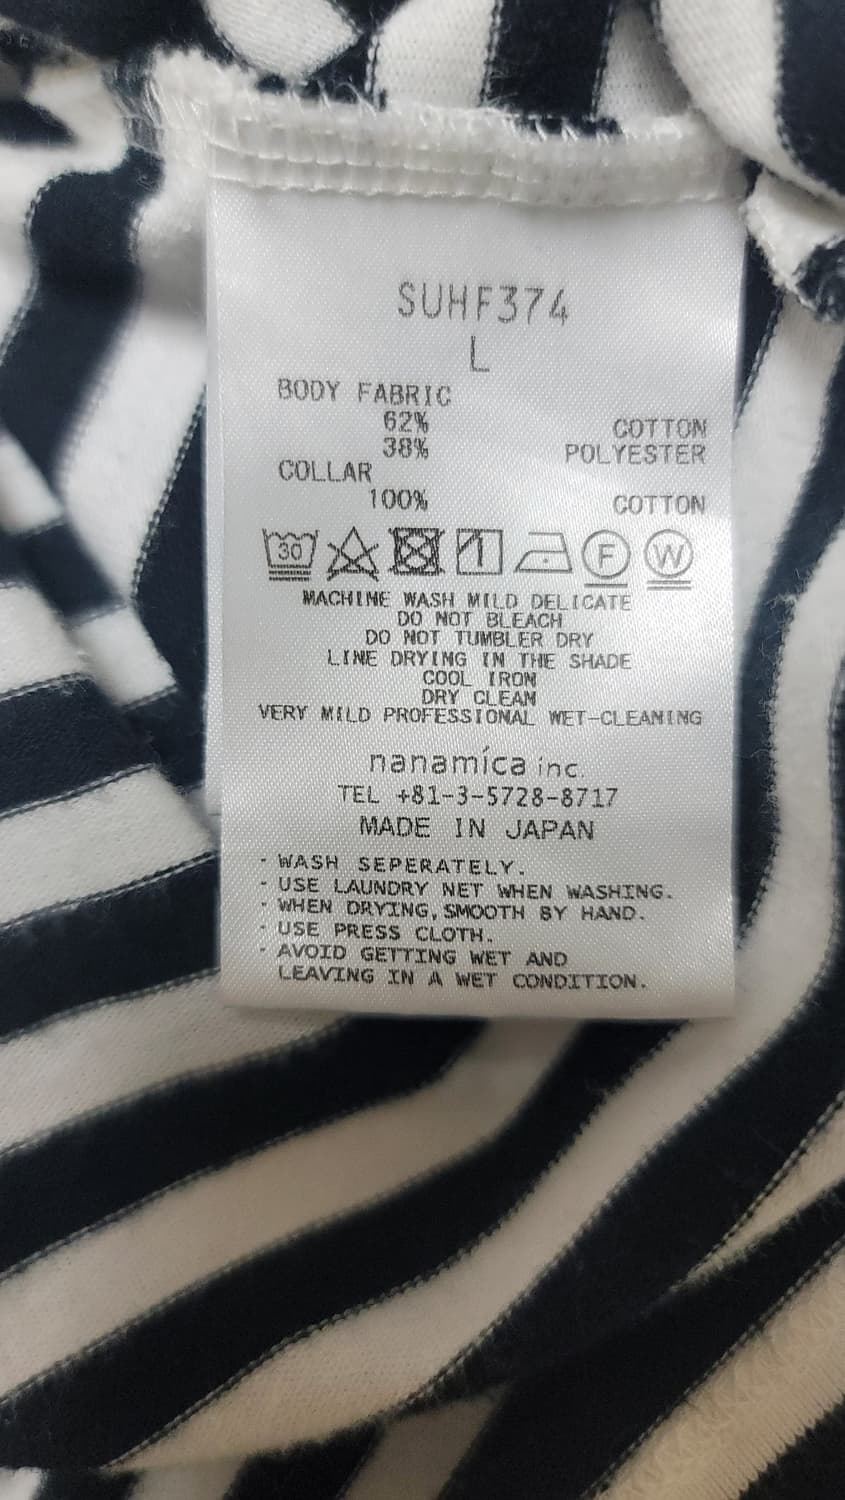 SUHF374
L
BODY FABRIC
62% COTTON
38% POLYESTER
COLLAR
100% COTTON
30 F W
MACHINE WASH MILD DELICATE
DO NOT BLEACH
DO NOT TUMBLER DRY
LINE DRYING IN THE SHADE
COOL IRON
DRY CLEAN
VERY MILD PROFESSIONAL WET-CLEANING
nanamíca inc.
TEL +81-3-5728-8717
MADE IN JAPAN
・WASH SEPERATELY.
・USE LAUNDRY NET WHEN WASHING.
・WHEN DRYING,SMOOTH BY HAND.
・USE PRESS CLOTH.
・AVOID GETTING WET AND
LEAVING IN A WET CONDITION.